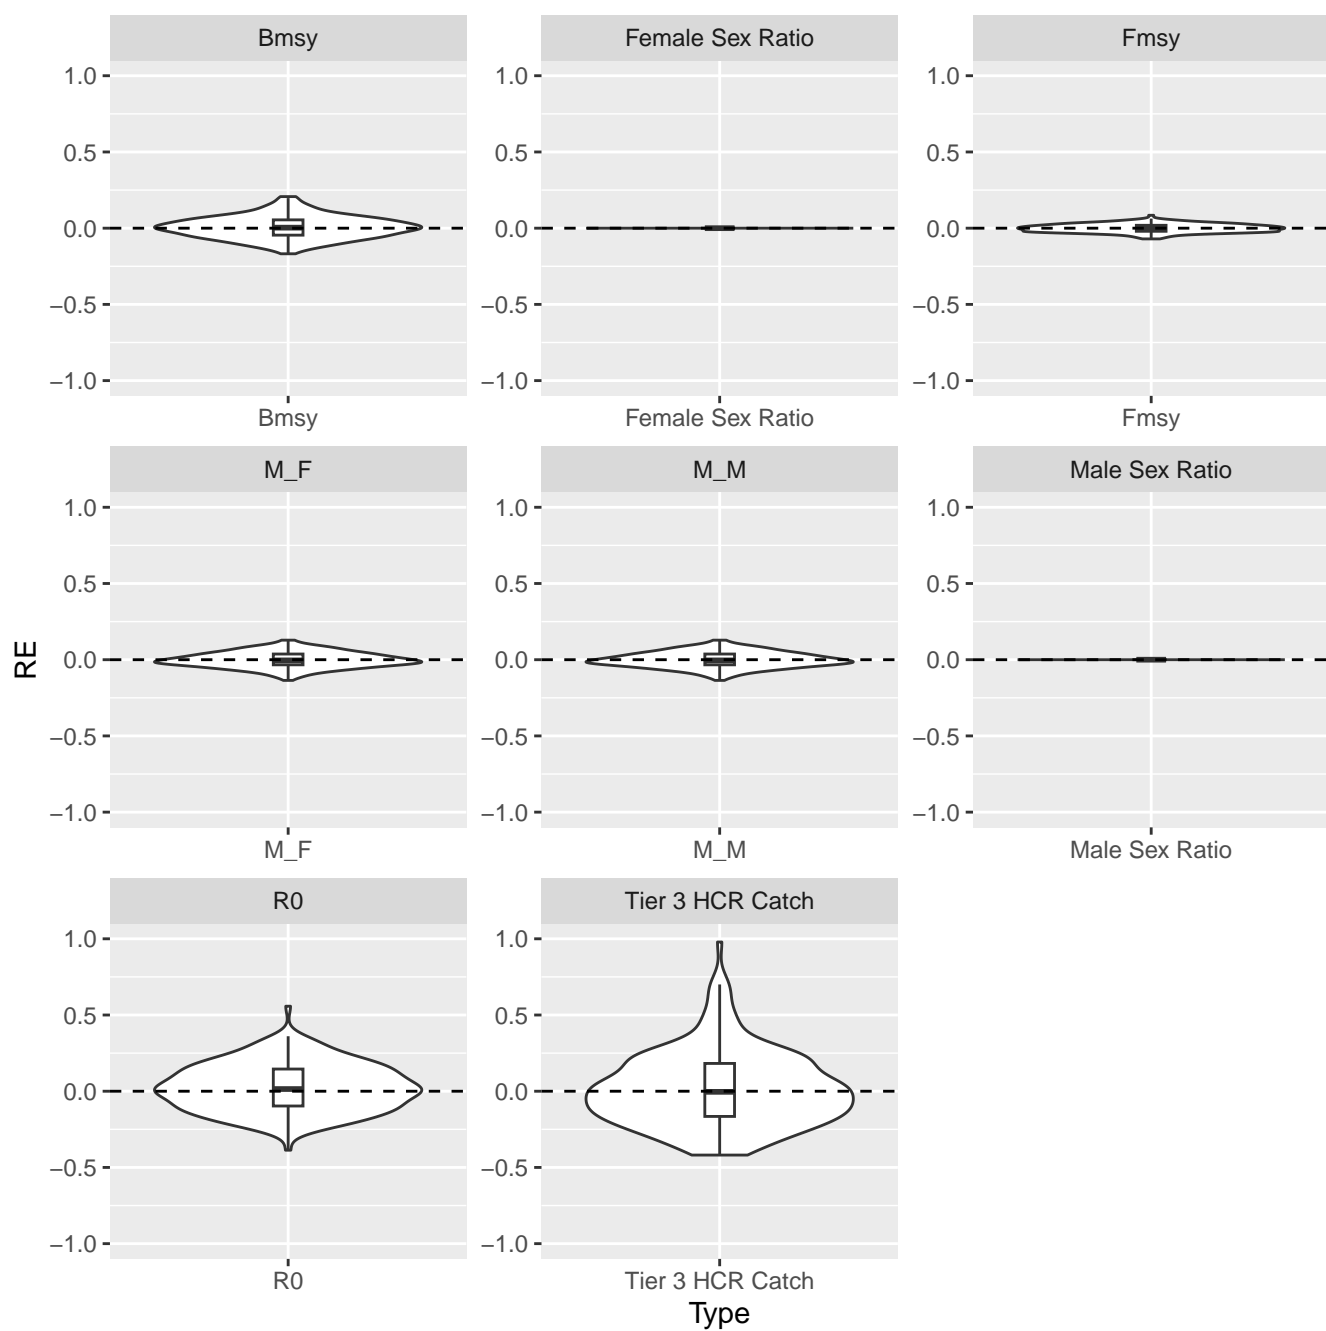 Bmsy Female Sex Ratio Fmsy
1.0 1.0 1.0
0.5 0.5 0.5
0.0 0.0 0.0
−0.5 −0.5 −0.5
−1.0 −1.0 −1.0
Bmsy Female Sex Ratio Fmsy
M_F M_M Male Sex Ratio
1.0 1.0 1.0
0.5 0.5 0.5
RE
0.0 0.0 0.0
−0.5 −0.5 −0.5
−1.0 −1.0 −1.0
M_F M_M Male Sex Ratio
R0 Tier 3 HCR Catch
1.0 1.0
0.5 0.5
0.0 0.0
−0.5 −0.5
−1.0 −1.0
R0 Tier 3 HCR Catch
Type